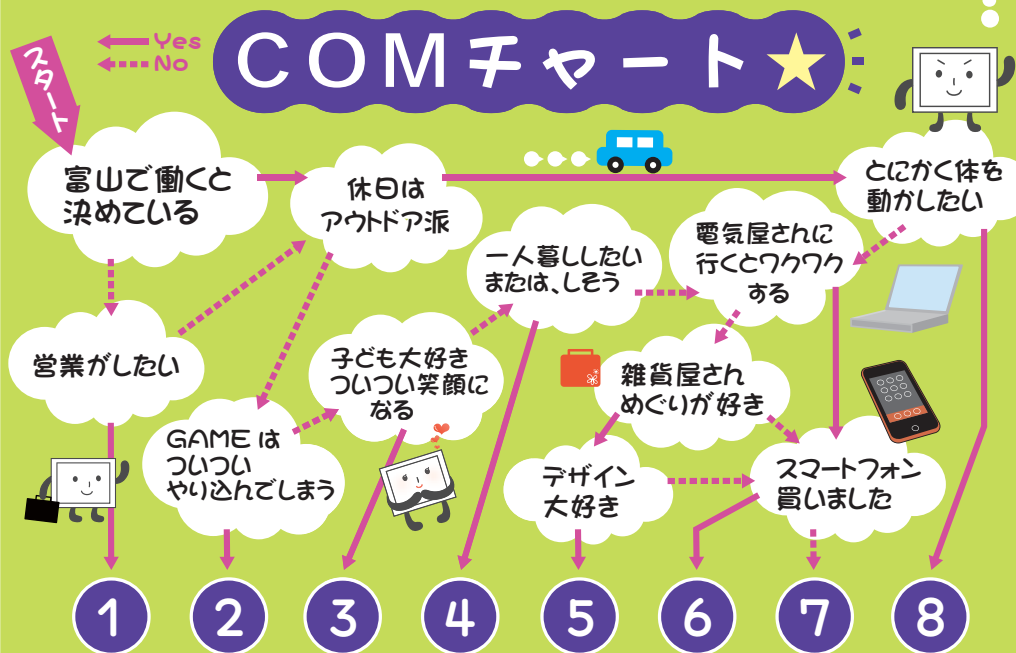 COMチャート
Yes
No
スタート
富山で働くと
決めている
休日は
アウトドア派
とにかく体を
動かしたい
一人暮ししたい
または、しそう
電気屋さんに
行くとワクワク
する
営業がしたい
子ども大好き
ついつい笑顔に
なる
雑貨屋さん
めぐりが好き
GAMEは
ついつい
やり込んでしまう
デザイン
大好き
スマートフォン
買いました
1
2
3
4
5
6
7
8